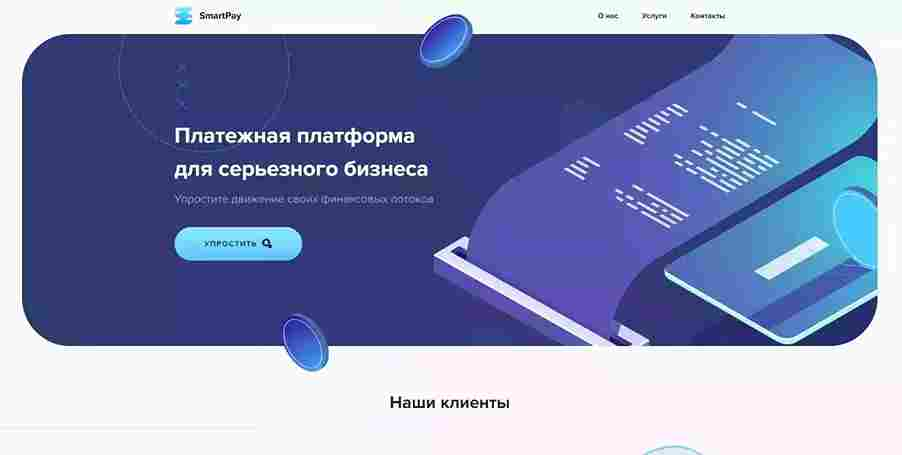 SmartPay
О нас
Услуги
Контакты
Платежная платформа
для серьезного бизнеса
Упростите движение своих финансовых потоков
УПРОСТИТЬ
Наши клиенты